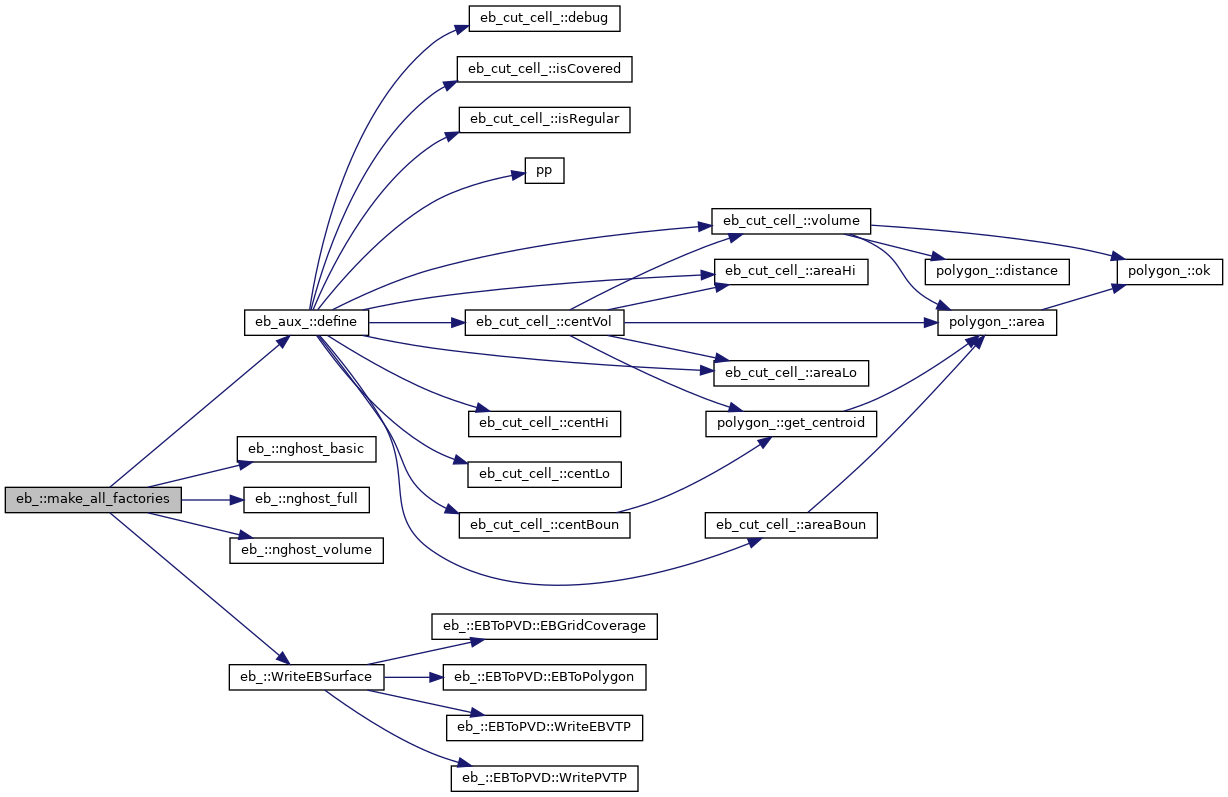 eb_cut_cell_::debug
eb_cut_cell_::isCovered
eb_cut_cell_::isRegular
pp
eb_cut_cell_::volume
eb_cut_cell_::areaHi
polygon_::distance
polygon_::ok
eb_aux_::define
eb_cut_cell_::centVol
polygon_::area
eb_cut_cell_::areaLo
eb_cut_cell_::centHi
polygon_::get_centroid
eb_::nghost_basic
eb_cut_cell_::centLo
eb_::make_all_factories
eb_::nghost_full
eb_cut_cell_::centBoun
eb_cut_cell_::areaBoun
eb_::nghost_volume
eb_::EBToPVD::EBGridCoverage
eb_::WriteEBSurface
eb_::EBToPVD::EBToPolygon
eb_::EBToPVD::WriteEBVTP
eb_::EBToPVD::WritePVTP